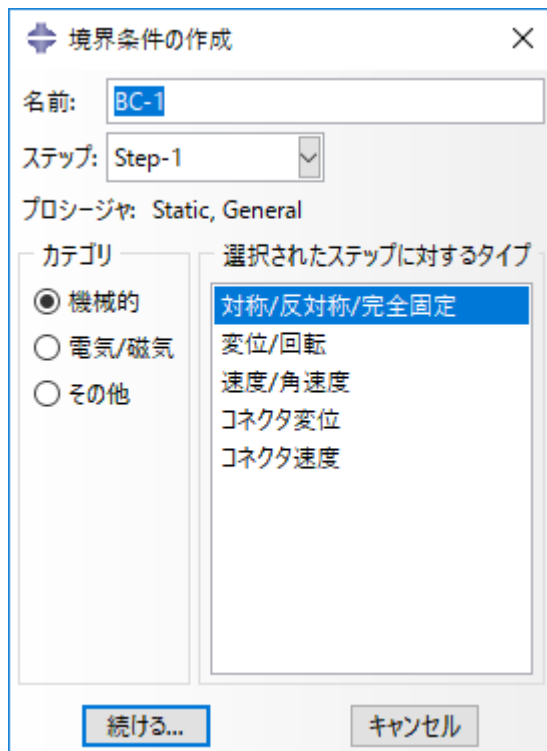 境界条件の作成
名前: BC-1
ステップ: Step-1
プロシージャ: Static, General
カテゴリ
機械的
電気/磁気
その他
選択されたステップに対するタイプ
対称/反対称/完全固定
変位/回転
速度/角速度
コネクタ変位
コネクタ速度
続ける...
キャンセル